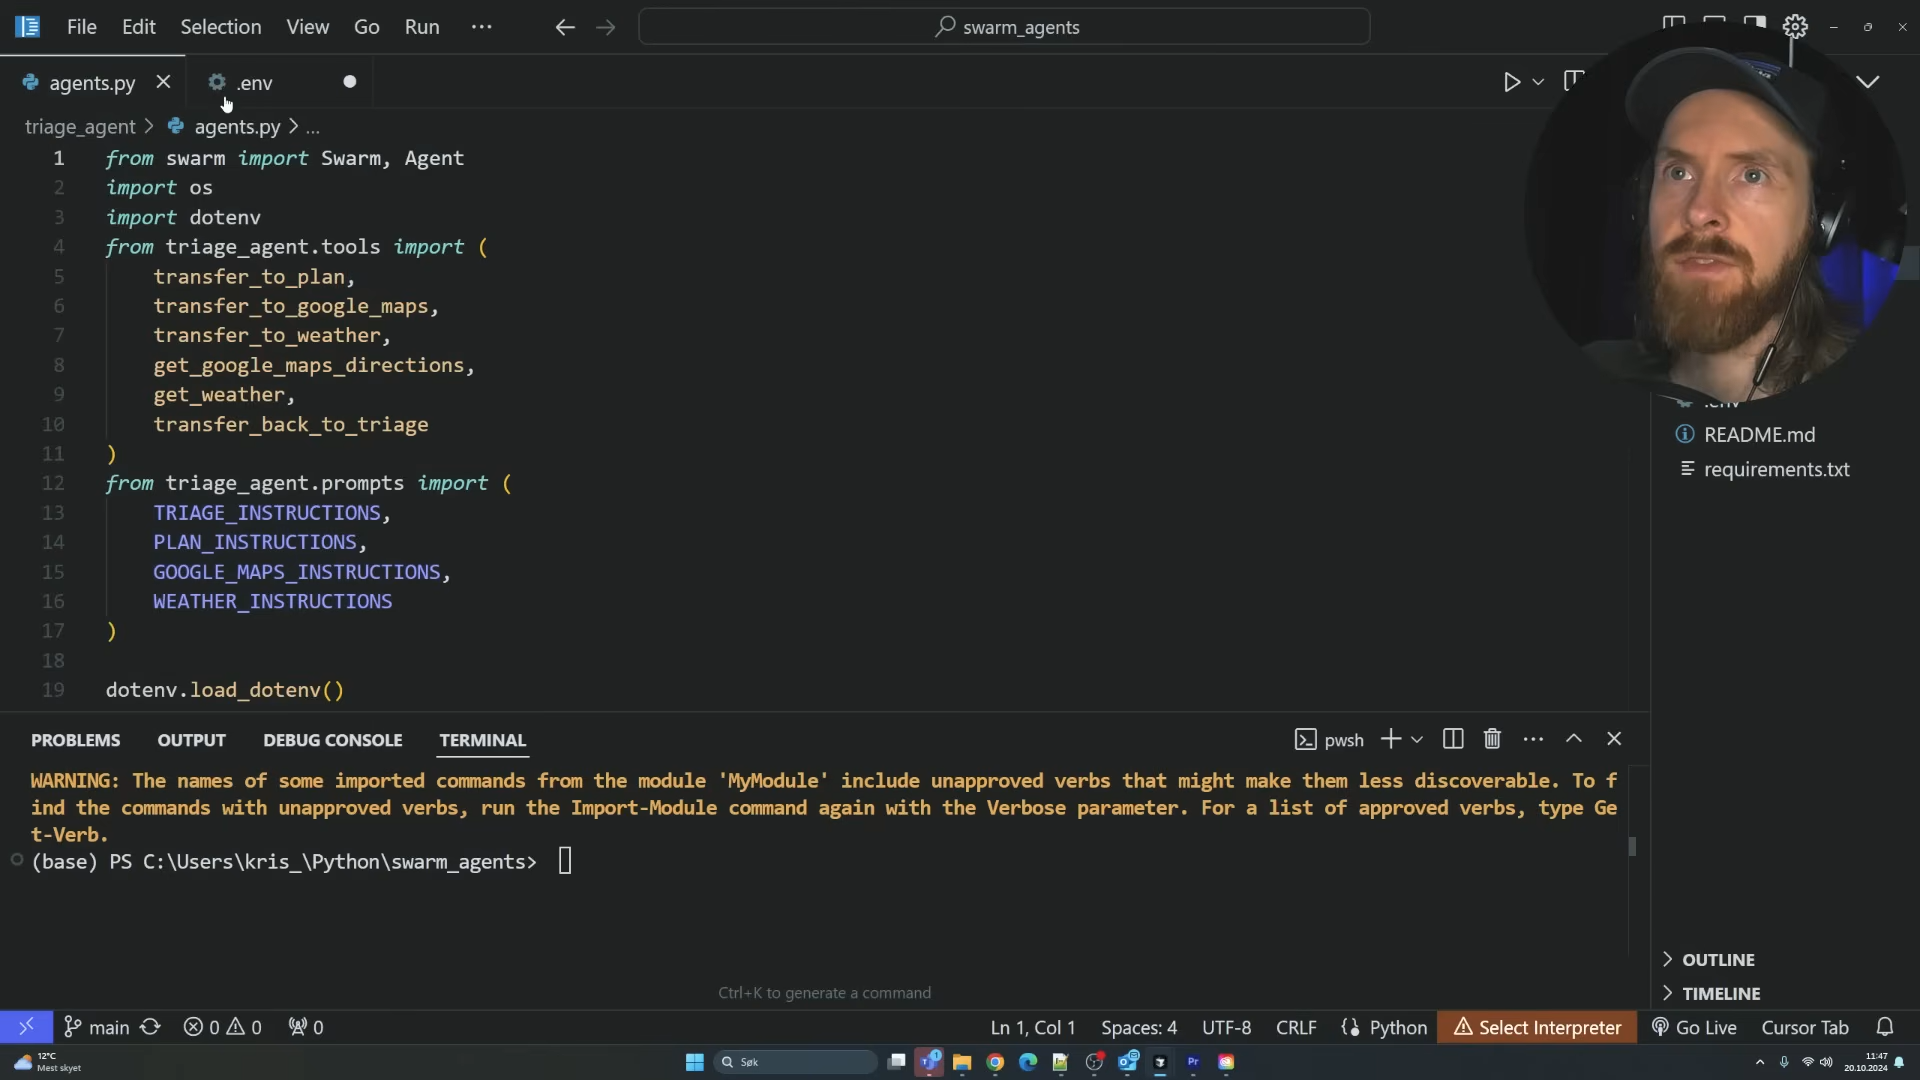 File Edit Selection View Go Run ···
swarm_agents
agents.py
.env
triage_agent > agents.py > ...
1 from swarm import Swarm, Agent
2 import os
3 import dotenv
4 from triage_agent.tools import (
5 transfer_to_plan,
6 transfer_to_google_maps,
7 transfer_to_weather,
8 get_google_maps_directions,
9 get_weather,
10 transfer_back_to_triage
11 )
12 from triage_agent.prompts import (
13 TRIAGE_INSTRUCTIONS,
14 PLAN_INSTRUCTIONS,
15 GOOGLE_MAPS_INSTRUCTIONS,
16 WEATHER_INSTRUCTIONS
17 )
18
19 dotenv.load_dotenv()
.env
README.md
requirements.txt
PROBLEMS OUTPUT DEBUG CONSOLE TERMINAL
pwsh
WARNING: The names of some imported commands from the module 'MyModule' include unapproved verbs that might make them less discoverable. To f
ind the commands with unapproved verbs, run the Import-Module command again with the Verbose parameter. For a list of approved verbs, type Ge
t-Verb.
(base) PS C:\Users\kris_\Python\swarm_agents>
Ctrl+K to generate a command
OUTLINE
TIMELINE
main 0 0 0
Ln 1, Col 1 Spaces: 4 UTF-8 CRLF Python Select Interpreter Go Live Cursor Tab
12°C
Mest skyet
Søk
11:47
20.10.2024